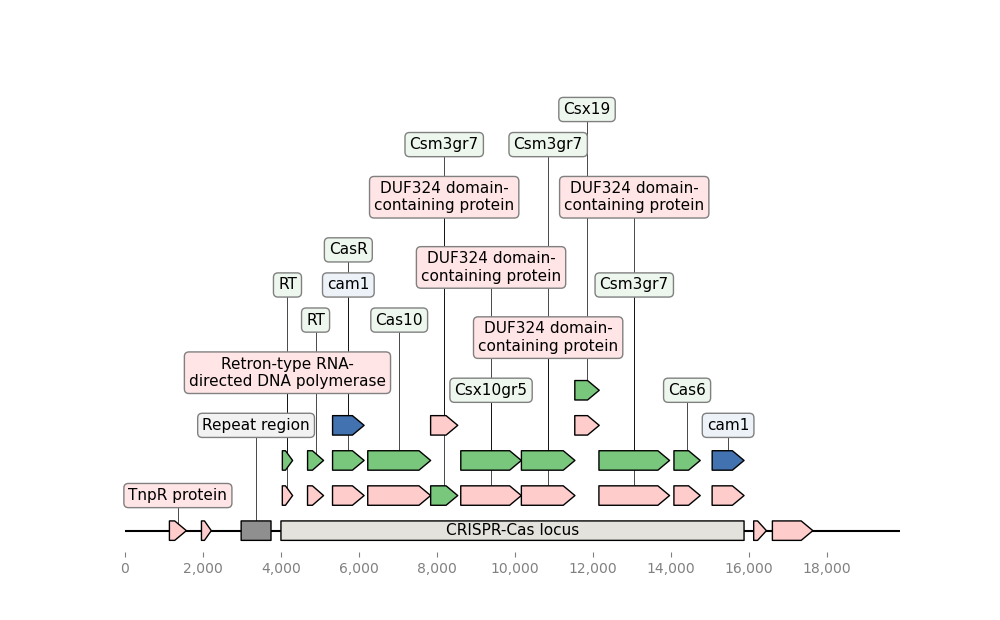 Csx19
Csm3gr7
Csm3gr7
DUF324 domain-
containing protein
DUF324 domain-
containing protein
CasR
DUF324 domain-
containing protein
RT
cam1
Csm3gr7
RT
Cas10
DUF324 domain-
containing protein
Retron-type RNA-
directed DNA polymerase
Csx10gr5
Cas6
Repeat region
cam1
TnpR protein
CRISPR-Cas locus
0
2,000
4,000
6,000
8,000
10,000
12,000
14,000
16,000
18,000